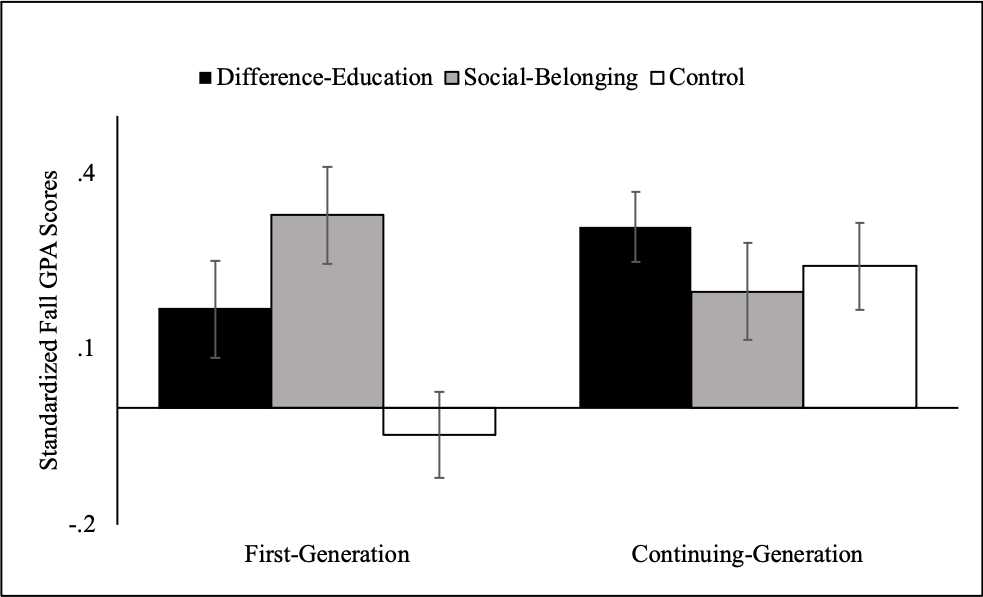 Difference-Education Social-Belonging Control
Standardized Fall GPA Scores
.4
.1
-.2
First-Generation Continuing-Generation